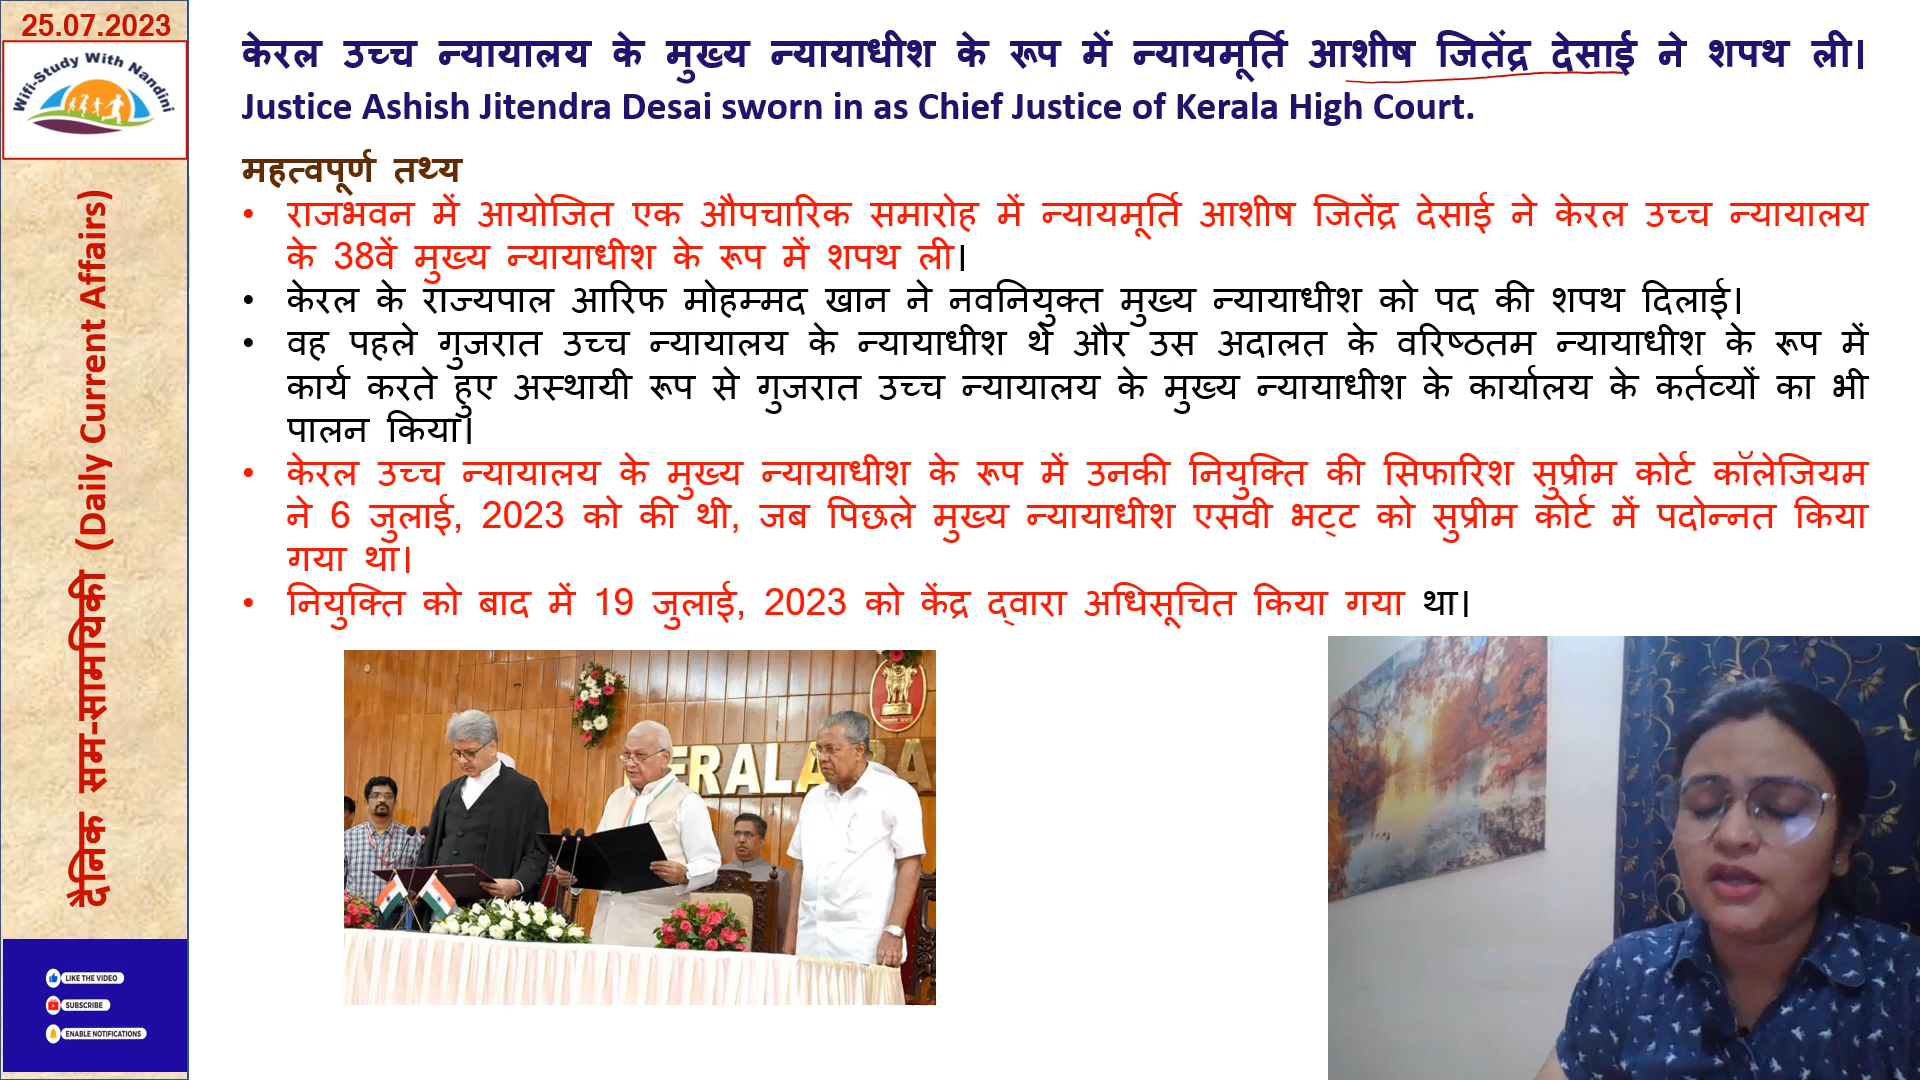 25.07.2023
Wifi-Study With Nandini
दैनिक सम-सामयिकी (Daily Current Affairs)
LIKE THE VIDEO
SUBSCRIBE
ENABLE NOTIFICATIONS
केरल उच्च न्यायालय के मुख्य न्यायाधीश के रूप में न्यायमूर्ति आशीष जितेंद्र देसाई ने शपथ ली।
Justice Ashish Jitendra Desai sworn in as Chief Justice of Kerala High Court.
महत्वपूर्ण तथ्य
• राजभवन में आयोजित एक औपचारिक समारोह में न्यायमूर्ति आशीष जितेंद्र देसाई ने केरल उच्च न्यायालय
के 38वें मुख्य न्यायाधीश के रूप में शपथ ली।
• केरल के राज्यपाल आरिफ मोहम्मद खान ने नवनियुक्त मुख्य न्यायाधीश को पद की शपथ दिलाई।
• वह पहले गुजरात उच्च न्यायालय के न्यायाधीश थे और उस अदालत के वरिष्ठतम न्यायाधीश के रूप में
कार्य करते हुए अस्थायी रूप से गुजरात उच्च न्यायालय के मुख्य न्यायाधीश के कार्यालय के कर्तव्यों का भी
पालन किया।
• केरल उच्च न्यायालय के मुख्य न्यायाधीश के रूप में उनकी नियुक्ति की सिफारिश सुप्रीम कोर्ट कॉलेजियम
ने 6 जुलाई, 2023 को की थी, जब पिछले मुख्य न्यायाधीश एसवी भट्ट को सुप्रीम कोर्ट में पदोन्नत किया
गया था।
• नियुक्ति को बाद में 19 जुलाई, 2023 को केंद्र द्वारा अधिसूचित किया गया था।
KERALA